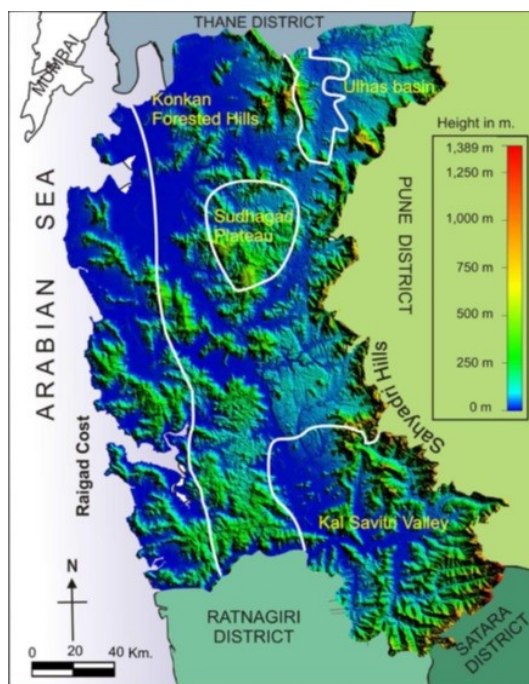 THANE DISTRICT
MUMBAI
Konkan
Forested Hills
Ulhas basin
Height in m.
1,389 m
1,250 m
1,000 m
750 m
500 m
250 m
0 m
Sudhagad
Plateau
PUNE DISTRICT
ARABIAN SEA
Sahyadri Hills
Raigad Cost
Kal Savitri Valley
N
RATNAGIRI
DISTRICT
SATARA
DISTRICT
0 20 40 Km.